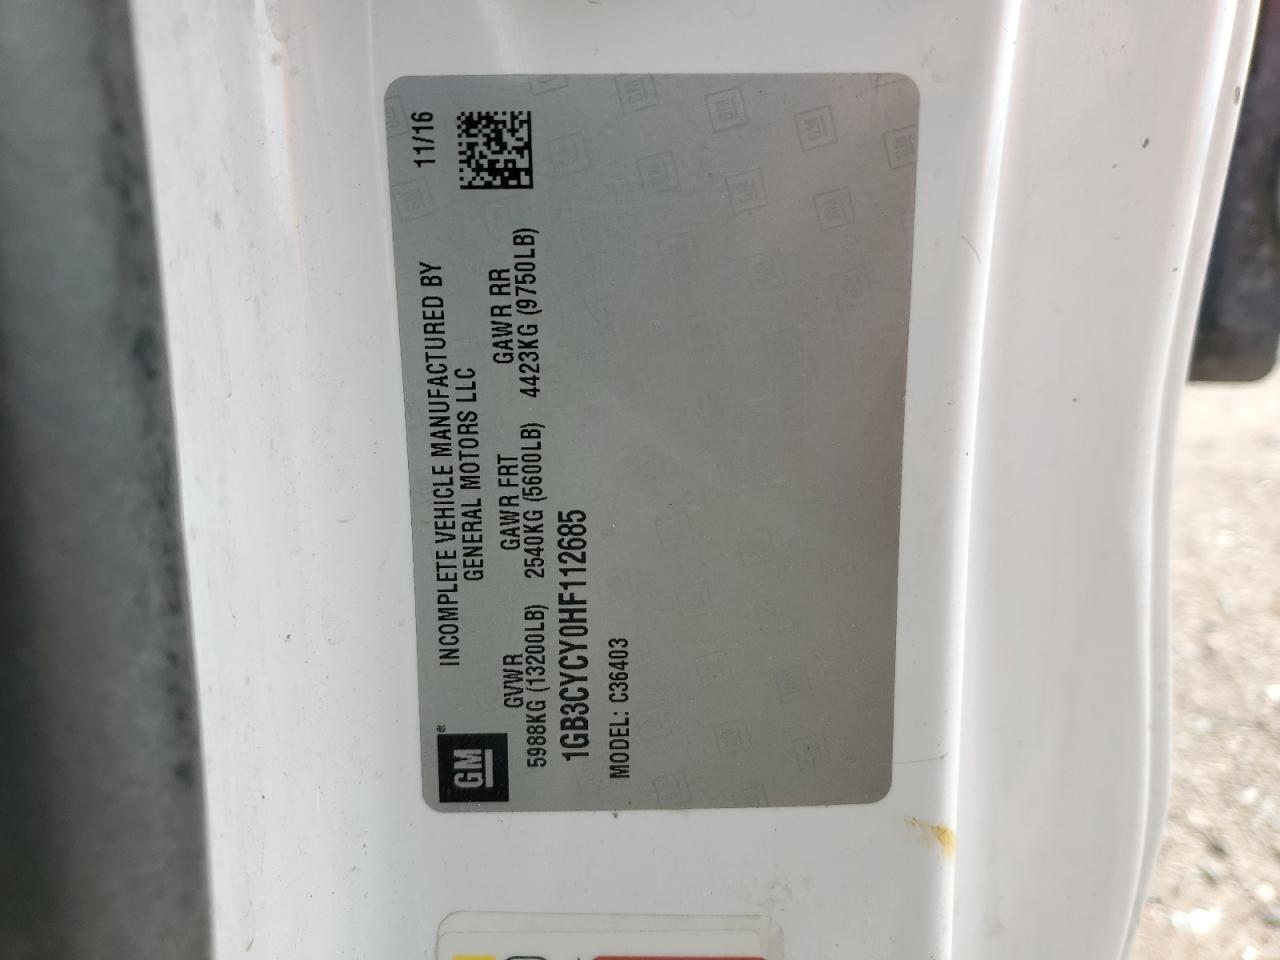 GM®
INCOMPLETE VEHICLE MANUFACTURED BY 11/16
GENERAL MOTORS LLC
GVWR GAWR FRT GAWR RR
5988KG (13200LB) 2540KG (5600LB) 4423KG (9750LB)
1GB3CYCY0HF112685
MODEL: C36403